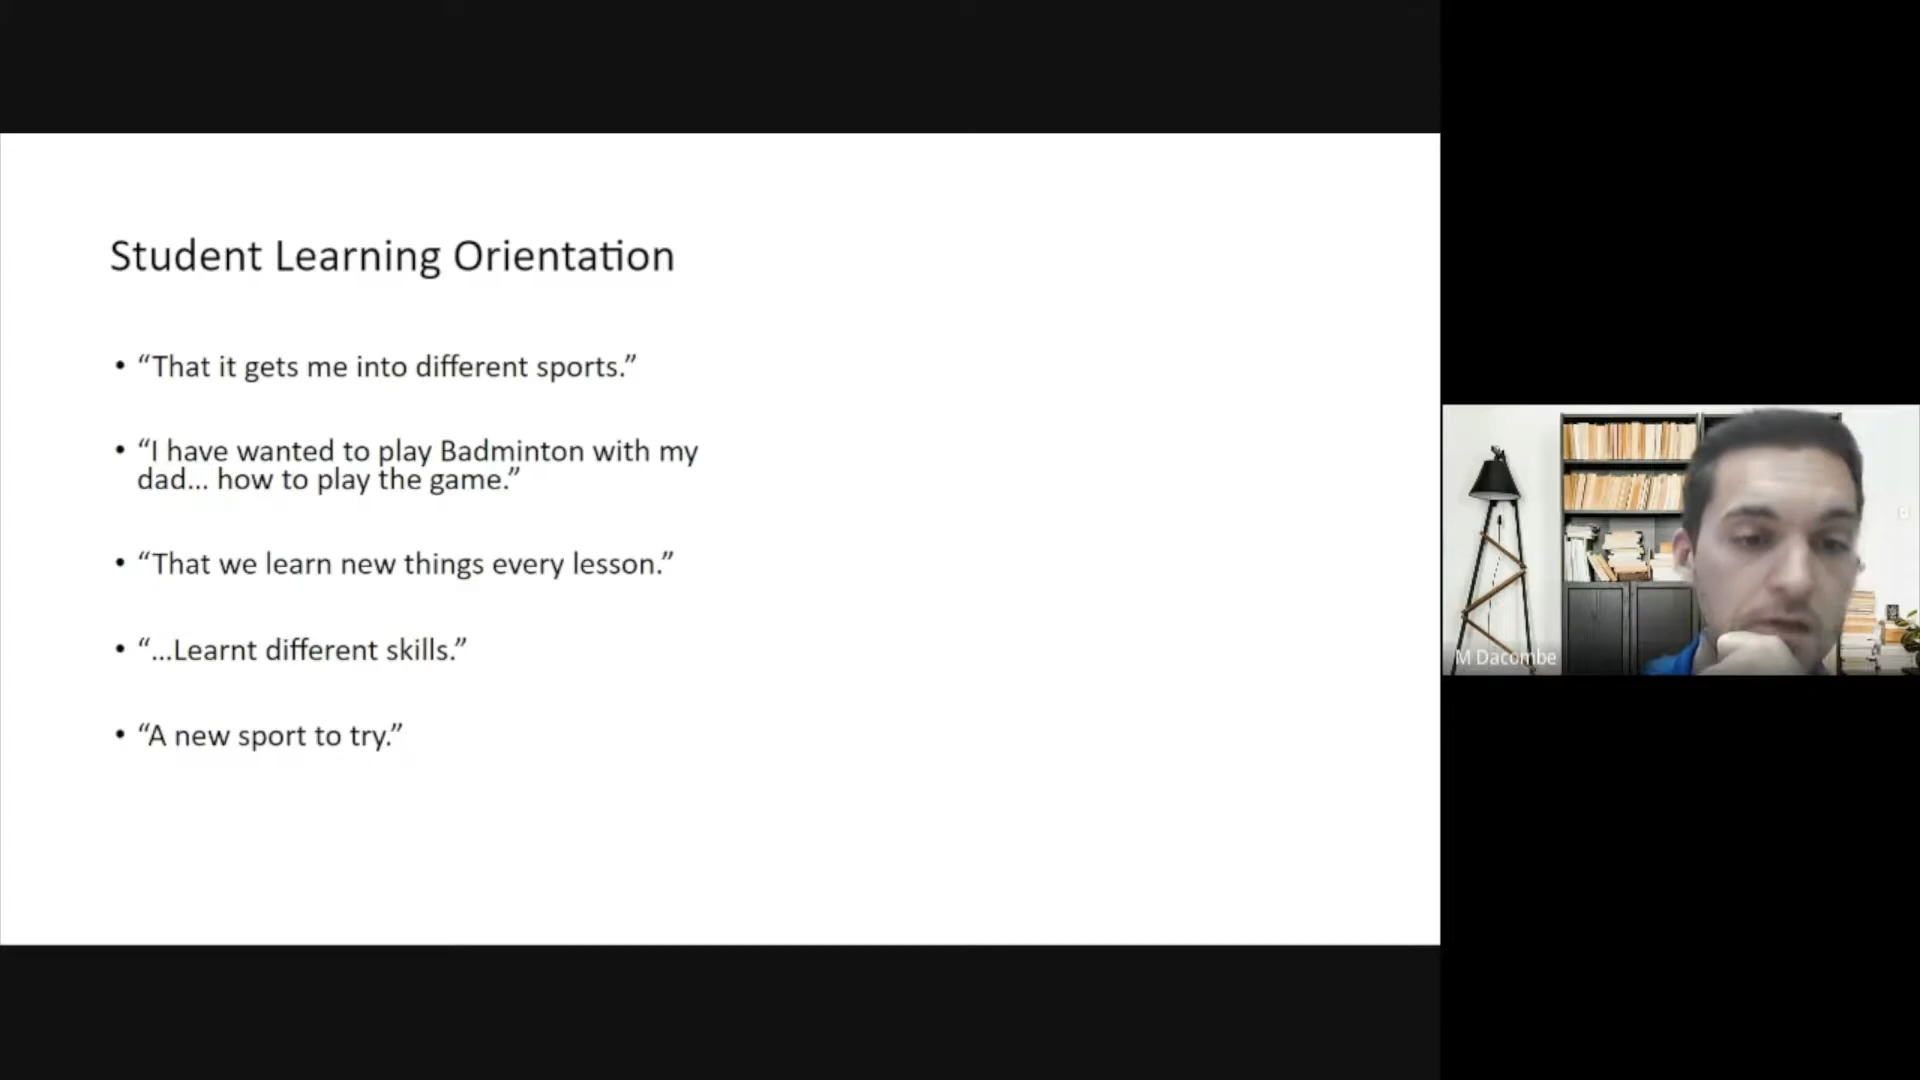 Student Learning Orientation
• “That it gets me into different sports.”
• “I have wanted to play Badminton with my
dad... how to play the game.”
• “That we learn new things every lesson.”
• “...Learnt different skills.”
• “A new sport to try.”
M Dacombe